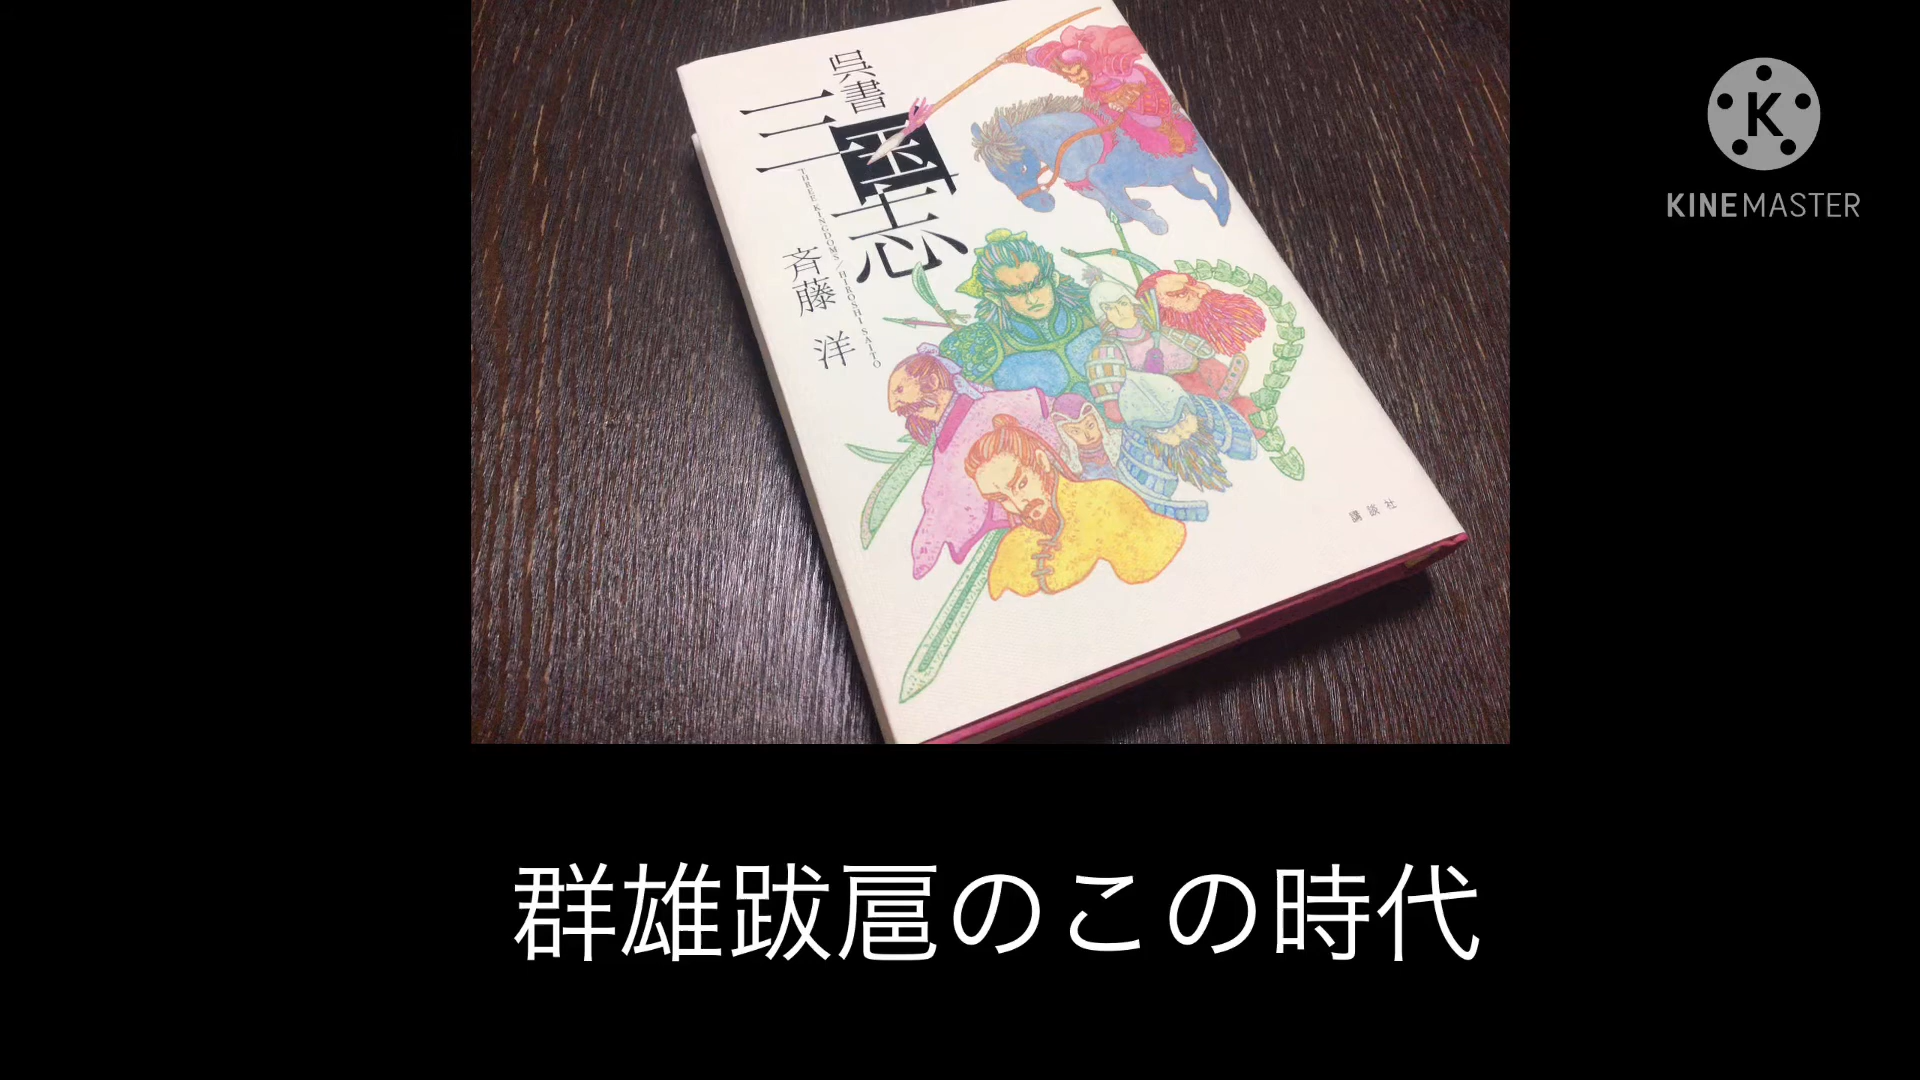 呉書
三国志
THREE KINGDOMS/HIROSHI SAITO
斉藤 洋
講談社
K
KINEMASTER
群雄跋扈のこの時代